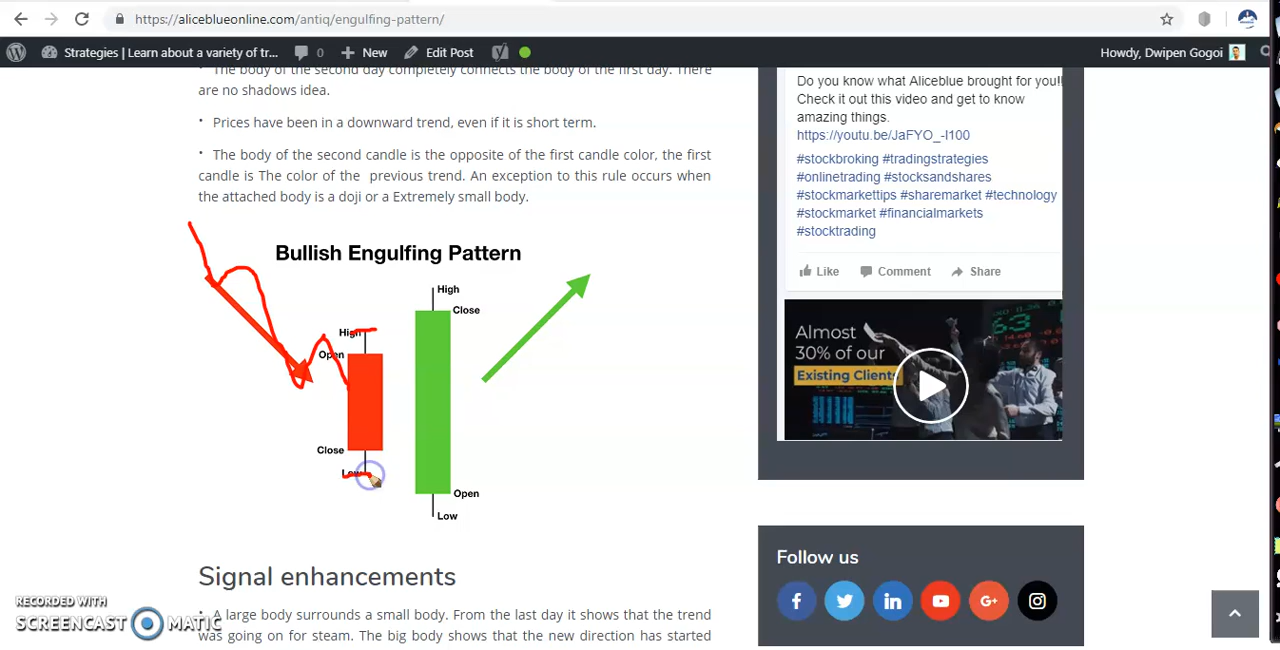 https://aliceblueonline.com/antiq/engulfing-pattern/
Strategies | Learn about a variety of tr...
0
New
Edit Post
Howdy, Dwipen Gogoi
The body of the second day completely connects the body of the first day. There
are no shadows idea.
· Prices have been in a downward trend, even if it is short term.
· The body of the second candle is the opposite of the first candle color, the first
candle is The color of the previous trend. An exception to this rule occurs when
the attached body is a doji or a Extremely small body.
Bullish Engulfing Pattern
High
Close
High
Open
Close
Low
Open
Low
Signal enhancements
· A large body surrounds a small body. From the last day it shows that the trend
was going on for steam. The big body shows that the new direction has started
RECORDED WITH
SCREENCAST MATIC
Do you know what Aliceblue brought for you!!
Check it out this video and get to know
amazing things.
https://youtu.be/JaFYO_-I100
#stockbroking #tradingstrategies
#onlinetrading #stocksandshares
#stockmarkettips #sharemarket #technology
#stockmarket #financialmarkets
#stocktrading
Like
Comment
Share
Almost
30% of our
Existing Clients
63
Follow us